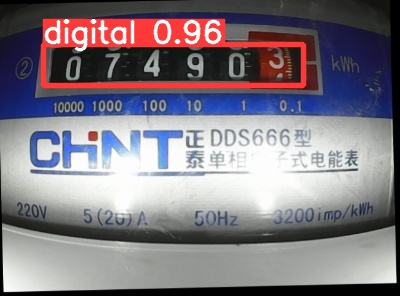 digital 0.96
② 0 7 4 9 0 3 kWh
10000 1000 100 10 1 0.1
CHNT 正泰 DDS666型
单相电子式电能表
220V 5(20)A 50Hz 3200imp/kWh